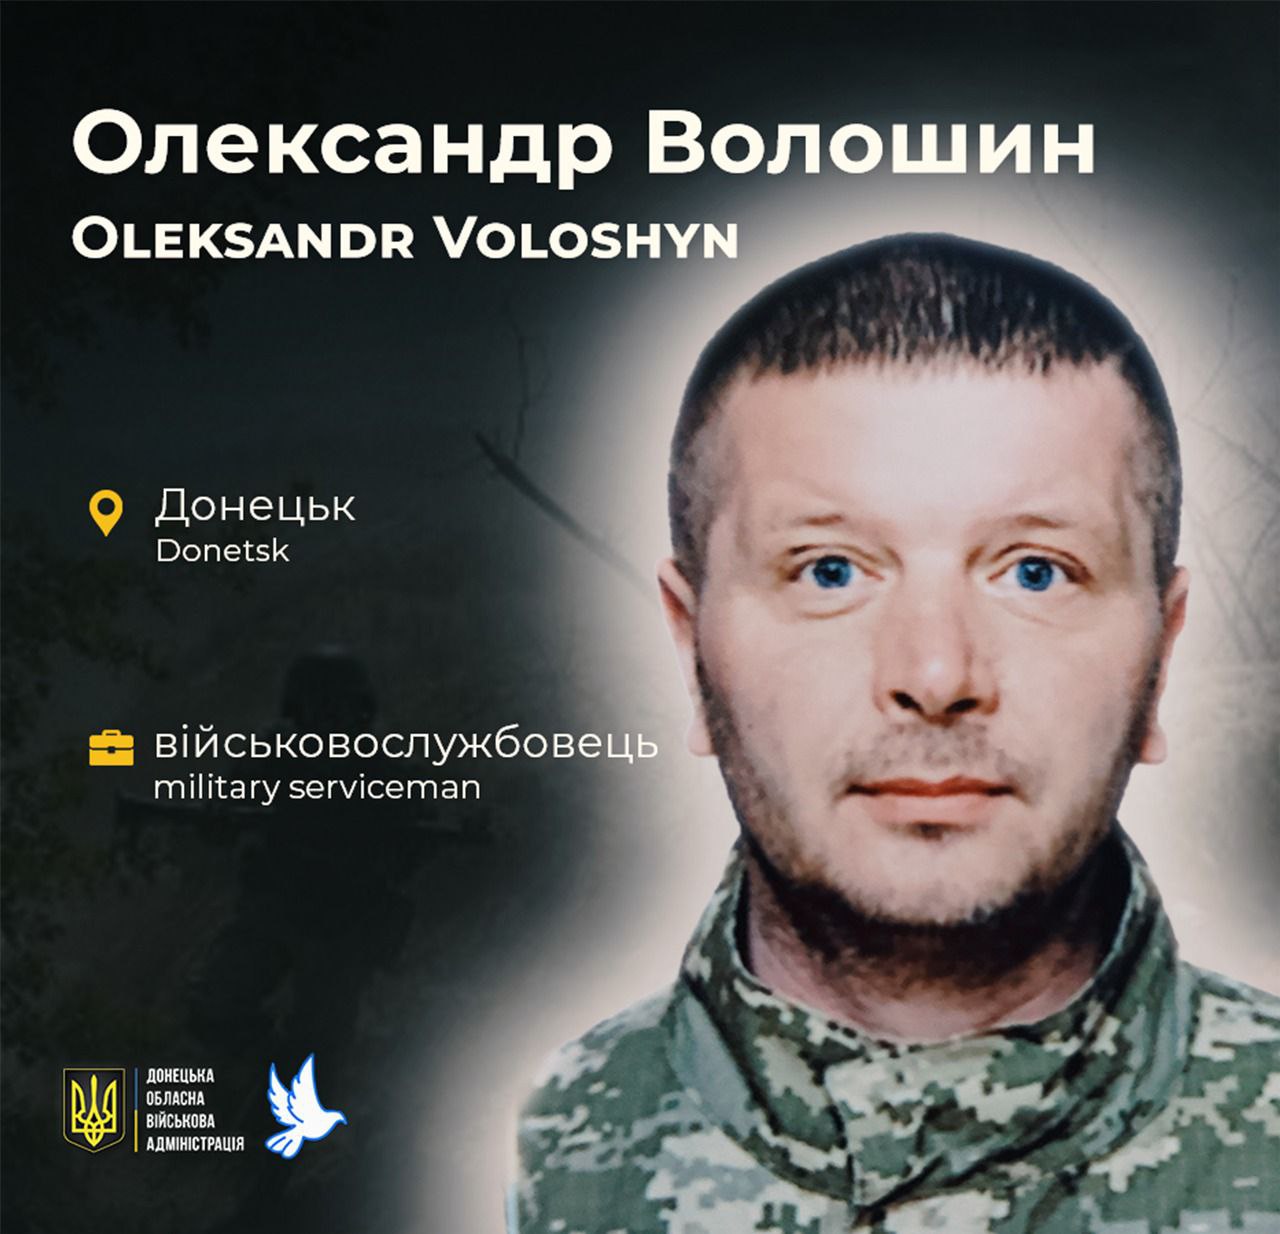 Олександр Волошин
OLEKSANDR VOLOSHYN
Донецьк
Donetsk
військовослужбовець
military serviceman
ДОНЕЦЬКА
ОБЛАСНА
ВІЙСЬКОВА
АДМІНІСТРАЦІЯ